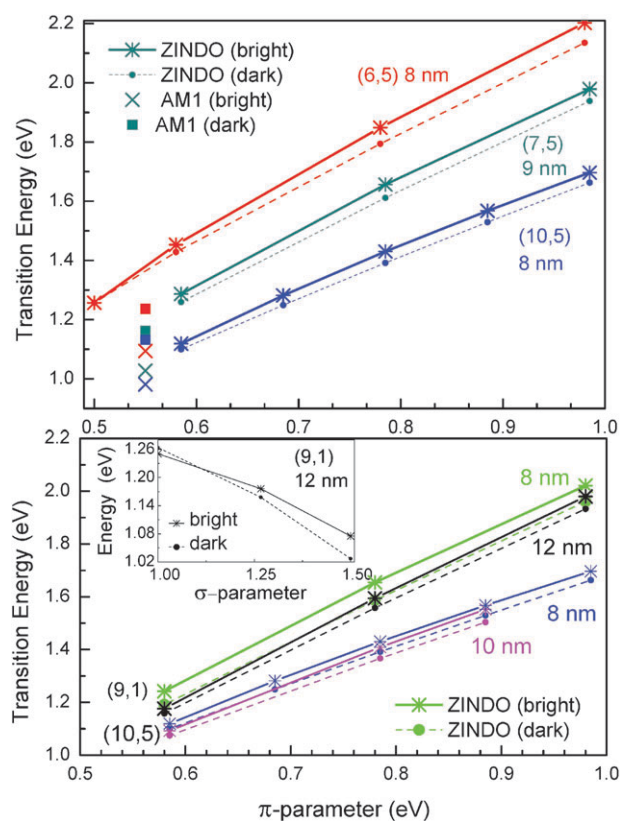 2.2
2.0
1.8
1.6
1.4
1.2
1.0
Transition Energy (eV)
ZINDO (bright)
ZINDO (dark)
AM1 (bright)
AM1 (dark)
(6,5) 8 nm
(7,5)
9 nm
(10,5)
8 nm
0.5 0.6 0.7 0.8 0.9 1.0
2.2
2.0
1.8
1.6
1.4
1.2
1.0
Transition Energy (eV)
1.26
1.20
1.14
1.08
1.02
Energy (eV)
(9,1)
12 nm
bright
dark
1.00 1.25 1.50
σ–parameter
8 nm
12 nm
8 nm
10 nm
(9,1)
(10,5)
ZINDO (bright)
ZINDO (dark)
0.5 0.6 0.7 0.8 0.9 1.0
π-parameter (eV)